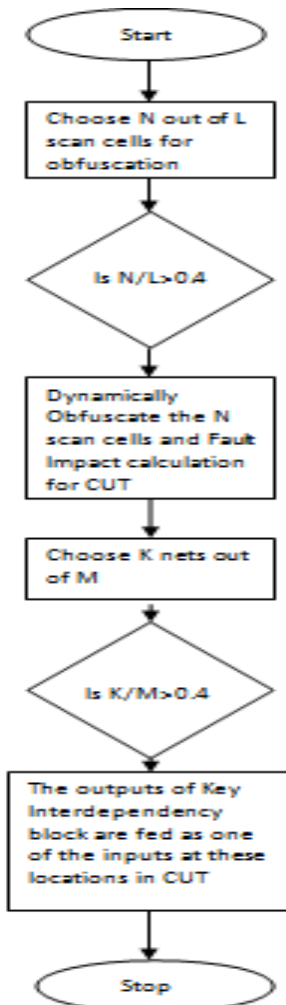 Start
Choose N out of L
scan cells for
obfuscation
Is N/L>0.4
Dynamically
Obfuscate the N
scan cells and Fault
Impact calculation
for CUT
Choose K nets out
of M
Is K/M>0.4
The outputs of Key
Interdependency
block are fed as one
of the inputs at these
locations in CUT
Stop